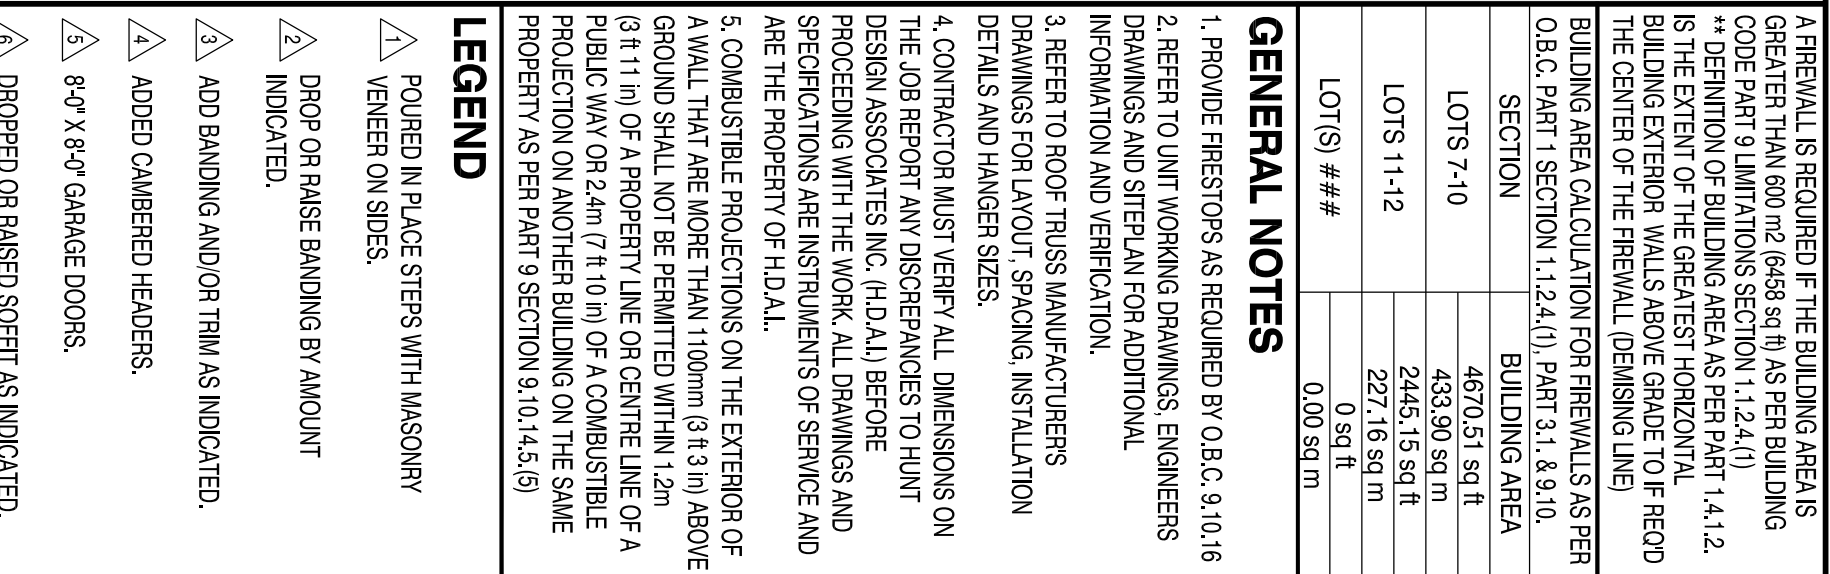 A FIREWALL IS REQUIRED IF THE BUILDING AREA IS
GREATER THAN 600 m2 (6458 sq ft) AS PER BUILDING
CODE PART 9 LIMITATIONS SECTION 1.1.2.4.(1)
** DEFINITION OF BUILDING AREA AS PER PART 1.4.1.2.
IS THE EXTENT OF THE GREATEST HORIZONTAL
BUILDING EXTERIOR WALLS ABOVE GRADE TO IF REQ'D
THE CENTER OF THE FIREWALL (DEMISING LINE)
BUILDING AREA CALCULATION FOR FIREWALLS AS PER
O.B.C. PART 1 SECTION 1.1.2.4.(1), PART 3.1. & 9.10.
SECTION BUILDING AREA
LOTS 7-10 4670.51 sq ft
433.90 sq m
LOTS 11-12 2445.15 sq ft
227.16 sq m
LOT(S) ### 0 sq ft
0.00 sq m
GENERAL NOTES
1. PROVIDE FIRESTOPS AS REQUIRED BY O.B.C. 9.10.16
2. REFER TO UNIT WORKING DRAWINGS, ENGINEERS
DRAWINGS AND SITEPLAN FOR ADDITIONAL
INFORMATION AND VERIFICATION.
3. REFER TO ROOF TRUSS MANUFACTURER'S
DRAWINGS FOR LAYOUT, SPACING, INSTALLATION
DETAILS AND HANGER SIZES.
4. CONTRACTOR MUST VERIFY ALL DIMENSIONS ON
THE JOB REPORT ANY DISCREPANCIES TO HUNT
DESIGN ASSOCIATES INC. (H.D.A.I.) BEFORE
PROCEEDING WITH THE WORK. ALL DRAWINGS AND
SPECIFICATIONS ARE INSTRUMENTS OF SERVICE AND
ARE THE PROPERTY OF H.D.A.I..
5. COMBUSTIBLE PROJECTIONS ON THE EXTERIOR OF
A WALL THAT ARE MORE THAN 1100mm (3 ft 3 in) ABOVE
GROUND SHALL NOT BE PERMITTED WITHIN 1.2m
(3 ft 11 in) OF A PROPERTY LINE OR CENTRE LINE OF A
PUBLIC WAY OR 2.4m (7 ft 10 in) OF A COMBUSTIBLE
PROJECTION ON ANOTHER BUILDING ON THE SAME
PROPERTY AS PER PART 9 SECTION 9.10.14.5.(5)
LEGEND
1 POURED IN PLACE STEPS WITH MASONRY
VENEER ON SIDES.
2 DROP OR RAISE BANDING BY AMOUNT
INDICATED.
3 ADD BANDING AND/OR TRIM AS INDICATED.
4 ADDED CAMBERED HEADERS.
5 8'-0" X 8'-0" GARAGE DOORS.
6 DROPPED OR RAISED SOFFIT AS INDICATED.